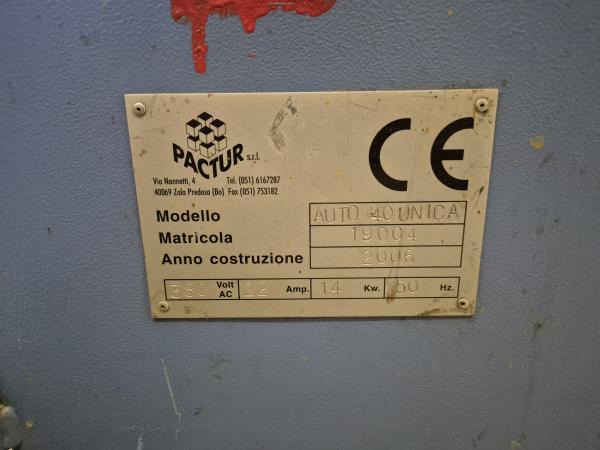 PACTUR s.r.l.
CE
Via Nannetti, 4 Tel. (051) 6167287
40069 Zola Predosa (Bo) Fax (051) 753182
Modello AUTO 40 UNICA
Matricola 19004
Anno costruzione 2006
380 Volt AC 22 Amp. 14 Kw. 50 Hz.